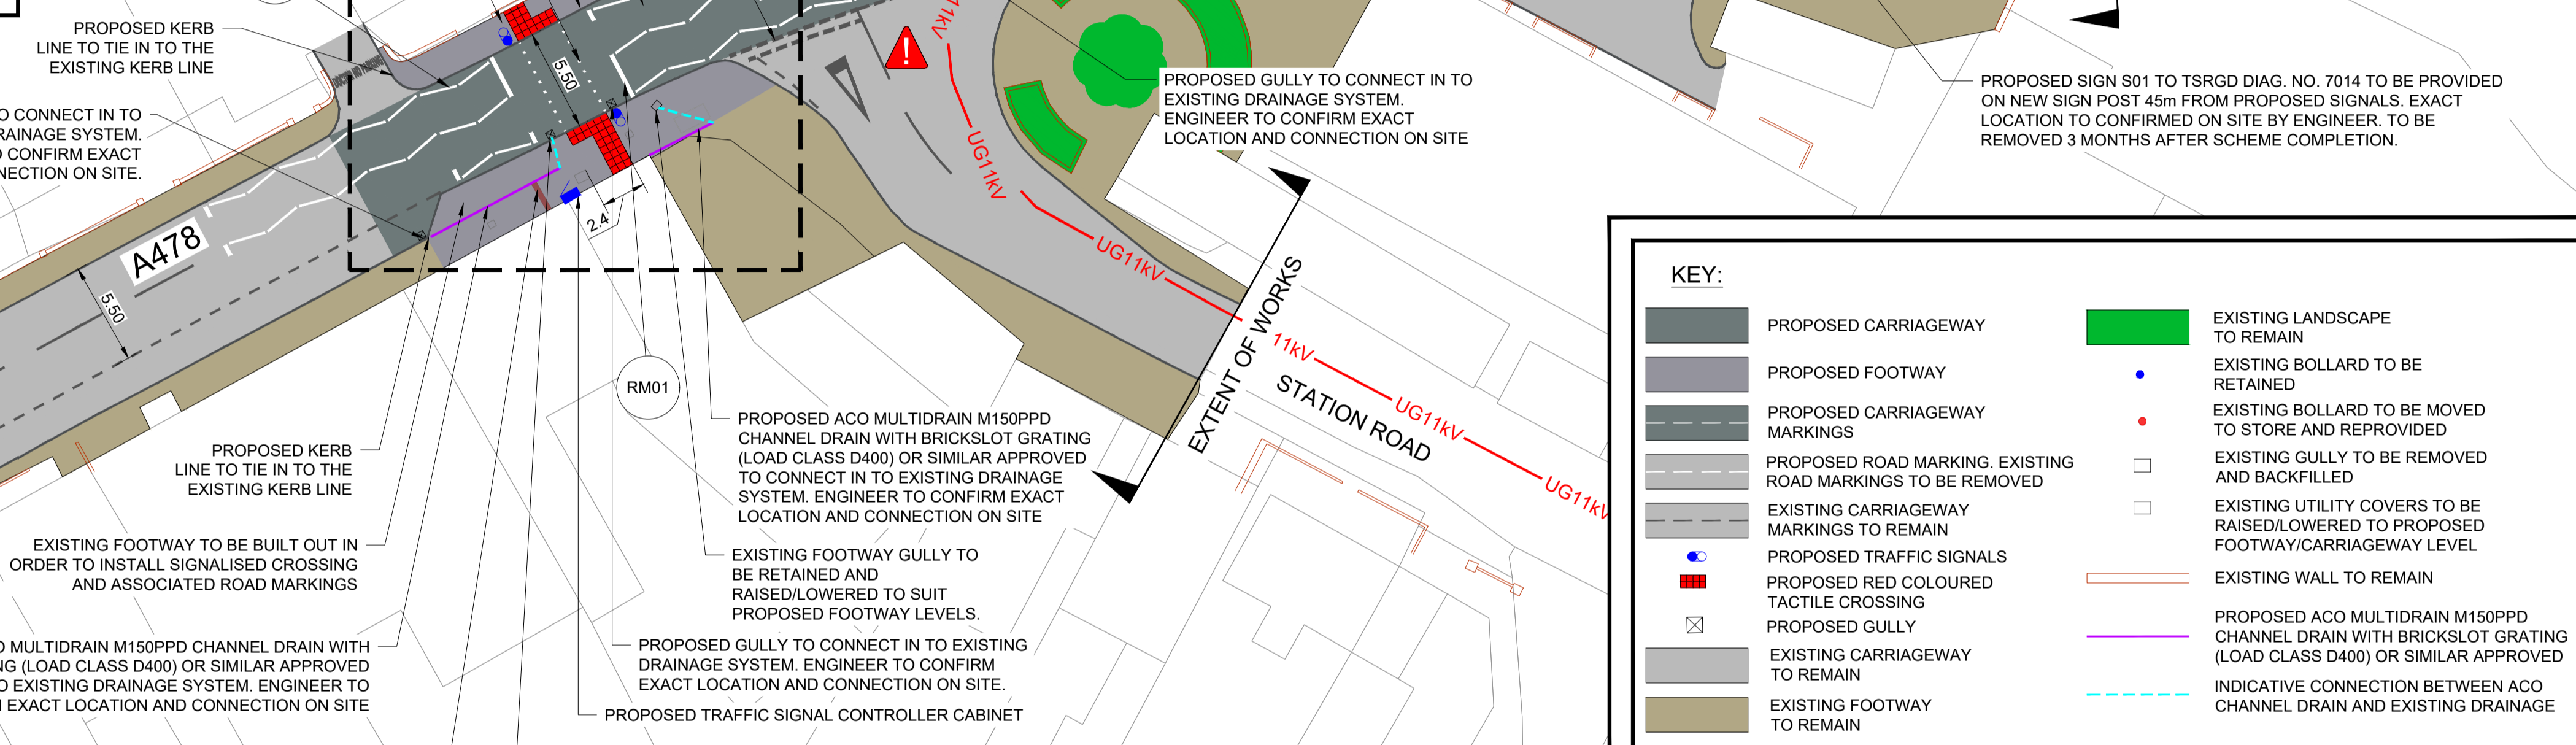 PROPOSED KERB
LINE TO TIE IN TO THE
EXISTING KERB LINE
O CONNECT IN TO
RAINAGE SYSTEM.
CONFIRM EXACT
NECTION ON SITE.
NO PARKING
5.50
2.4
A478
5.50
11kV
UG11kV
UG11kV
PROPOSED GULLY TO CONNECT IN TO
EXISTING DRAINAGE SYSTEM.
ENGINEER TO CONFIRM EXACT
LOCATION AND CONNECTION ON SITE
PROPOSED SIGN S01 TO TSRGD DIAG. NO. 7014 TO BE PROVIDED
ON NEW SIGN POST 45m FROM PROPOSED SIGNALS. EXACT
LOCATION TO CONFIRMED ON SITE BY ENGINEER. TO BE
REMOVED 3 MONTHS AFTER SCHEME COMPLETION.
EXTENT OF WORKS
11kV
STATION ROAD
UG11kV
UG11kV
RM01
PROPOSED KERB
LINE TO TIE IN TO THE
EXISTING KERB LINE
EXISTING FOOTWAY TO BE BUILT OUT IN
ORDER TO INSTALL SIGNALISED CROSSING
AND ASSOCIATED ROAD MARKINGS
O MULTIDRAIN M150PPD CHANNEL DRAIN WITH
NG (LOAD CLASS D400) OR SIMILAR APPROVED
O EXISTING DRAINAGE SYSTEM. ENGINEER TO
EXACT LOCATION AND CONNECTION ON SITE
PROPOSED ACO MULTIDRAIN M150PPD
CHANNEL DRAIN WITH BRICKSLOT GRATING
(LOAD CLASS D400) OR SIMILAR APPROVED
TO CONNECT IN TO EXISTING DRAINAGE
SYSTEM. ENGINEER TO CONFIRM EXACT
LOCATION AND CONNECTION ON SITE
EXISTING FOOTWAY GULLY TO
BE RETAINED AND
RAISED/LOWERED TO SUIT
PROPOSED FOOTWAY LEVELS.
PROPOSED GULLY TO CONNECT IN TO EXISTING
DRAINAGE SYSTEM. ENGINEER TO CONFIRM
EXACT LOCATION AND CONNECTION ON SITE.
PROPOSED TRAFFIC SIGNAL CONTROLLER CABINET
KEY:
PROPOSED CARRIAGEWAY
PROPOSED FOOTWAY
PROPOSED CARRIAGEWAY
MARKINGS
PROPOSED ROAD MARKING. EXISTING
ROAD MARKINGS TO BE REMOVED
EXISTING CARRIAGEWAY
MARKINGS TO REMAIN
PROPOSED TRAFFIC SIGNALS
PROPOSED RED COLOURED
TACTILE CROSSING
PROPOSED GULLY
EXISTING CARRIAGEWAY
TO REMAIN
EXISTING FOOTWAY
TO REMAIN
EXISTING LANDSCAPE
TO REMAIN
EXISTING BOLLARD TO BE
RETAINED
EXISTING BOLLARD TO BE MOVED
TO STORE AND REPROVIDED
EXISTING GULLY TO BE REMOVED
AND BACKFILLED
EXISTING UTILITY COVERS TO BE
RAISED/LOWERED TO PROPOSED
FOOTWAY/CARRIAGEWAY LEVEL
EXISTING WALL TO REMAIN
PROPOSED ACO MULTIDRAIN M150PPD
CHANNEL DRAIN WITH BRICKSLOT GRATING
(LOAD CLASS D400) OR SIMILAR APPROVED
INDICATIVE CONNECTION BETWEEN ACO
CHANNEL DRAIN AND EXISTING DRAINAGE